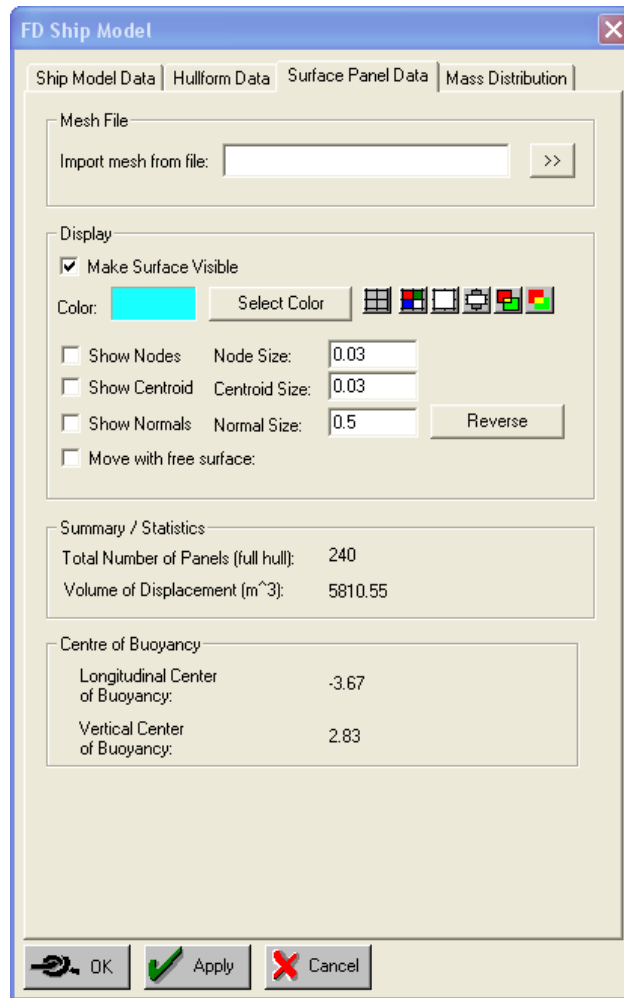 FD Ship Model
Ship Model Data Hullform Data Surface Panel Data Mass Distribution
Mesh File
Import mesh from file: >>
Display
Make Surface Visible
Color: Select Color
Show Nodes Node Size: 0.03
Show Centroid Centroid Size: 0.03
Show Normals Normal Size: 0.5 Reverse
Move with free surface:
Summary / Statistics
Total Number of Panels (full hull): 240
Volume of Displacement (m^3): 5810.55
Centre of Buoyancy
Longitudinal Center
of Buoyancy: -3.67
Vertical Center
of Buoyancy: 2.83
OK Apply Cancel